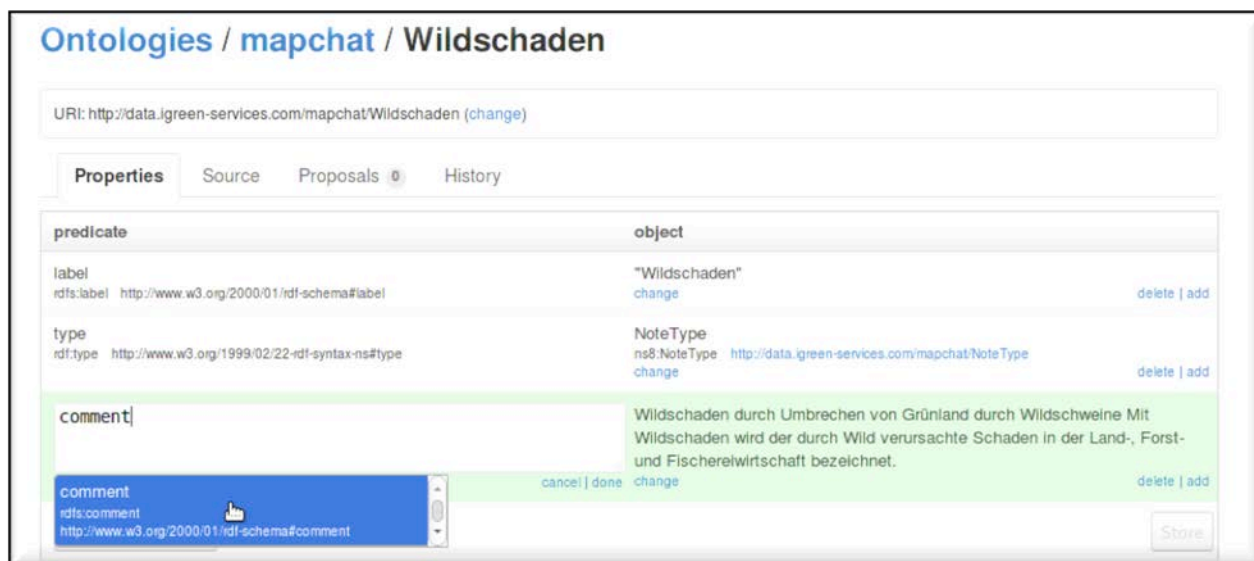 Ontologies / mapchat / Wildschaden
URI: http://data.igreen-services.com/mapchat/Wildschaden (change)
Properties Source Proposals 0 History
predicate object
label "Wildschaden"
rdfs:label http://www.w3.org/2000/01/rdf-schema#label change delete | add
type NoteType
rdf:type http://www.w3.org/1999/02/22-rdf-syntax-ns#type ns8:NoteType http://data.igreen-services.com/mapchat/NoteType
change delete | add
comment
Wildschaden durch Umbrechen von Grünland durch Wildschweine Mit
Wildschaden wird der durch Wild verursachte Schaden in der Land-, Forst-
und Fischereiwirtschaft bezeichnet.
cancel | done change delete | add
comment
rdfs:comment
http://www.w3.org/2000/01/rdf-schema#comment
Store